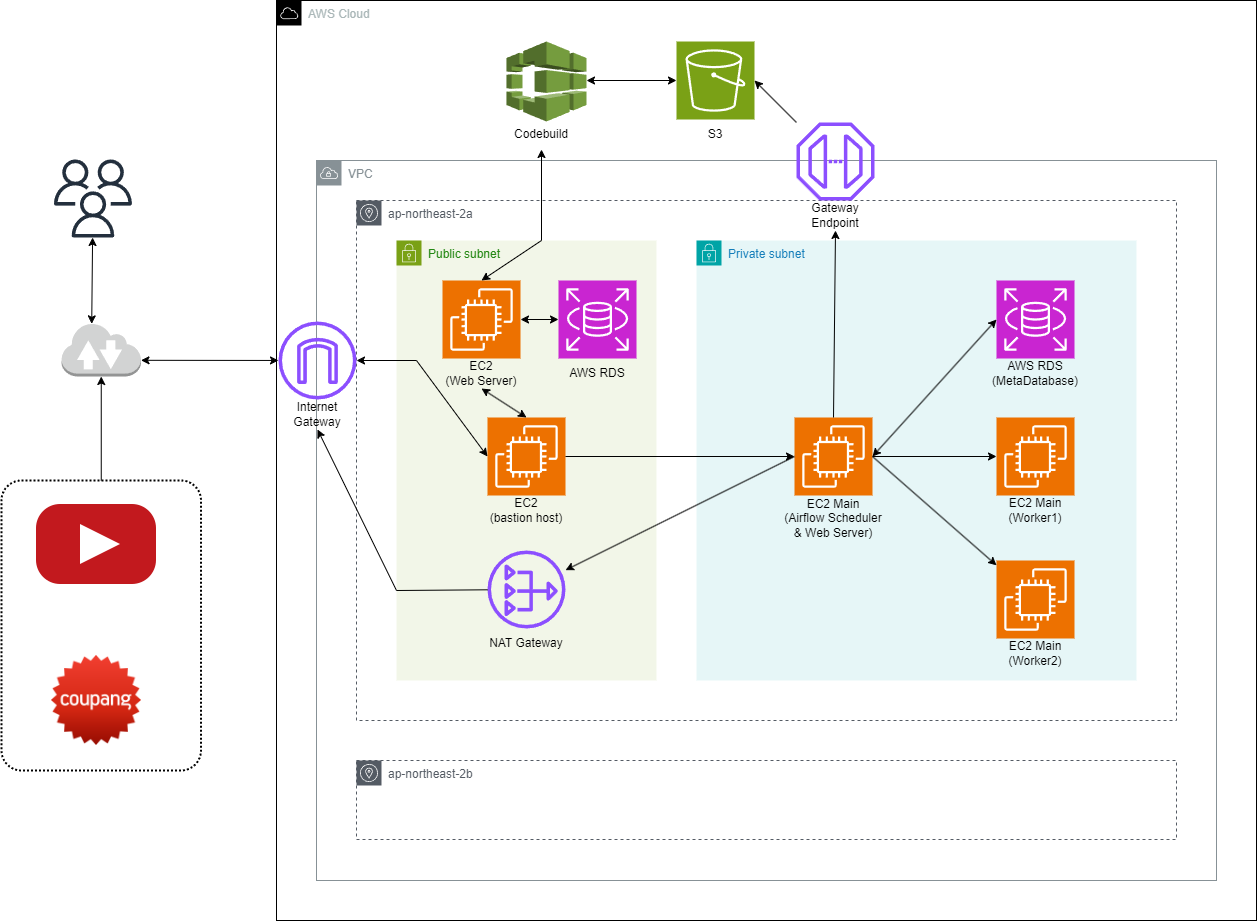 AWS Cloud
Codebuild
S3
VPC
Gateway
Endpoint
ap-northeast-2a
Public subnet
Private subnet
EC2
(Web Server)
AWS RDS
AWS RDS
(MetaDatabase)
Internet
Gateway
EC2
(bastion host)
EC2 Main
(Airflow Scheduler
& Web Server)
EC2 Main
(Worker1)
NAT Gateway
EC2 Main
(Worker2)
coupang
ap-northeast-2b